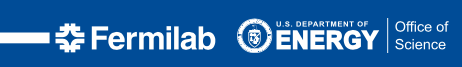 Fermilab
U.S. DEPARTMENT OF
ENERGY
Office of
Science